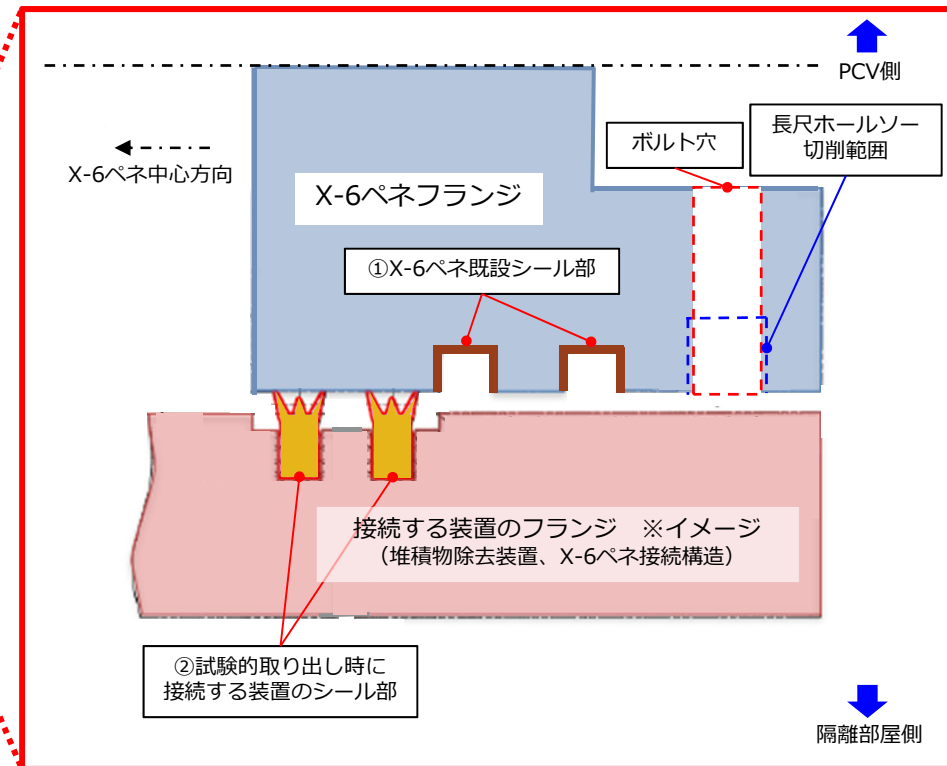 PCV側
X-6ペネ中心方向
ボルト穴
長尺ホールソー
切削範囲
X-6ペネフランジ
①X-6ペネ既設シール部
接続する装置のフランジ　※イメージ
（堆積物除去装置、X-6ペネ接続構造）
②試験的取り出し時に
接続する装置のシール部
隔離部屋側